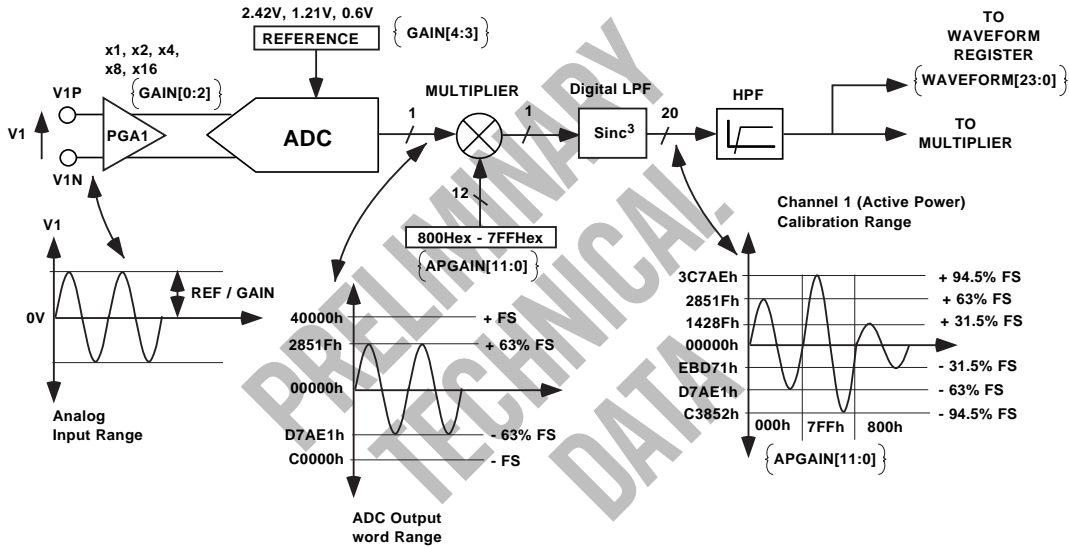 2.42V, 1.21V, 0.6V
REFERENCE
GAIN[4:3]
x1, x2, x4,
x8, x16
GAIN[0:2]
V1P
V1
V1N
PGA1
ADC
1
MULTIPLIER
1
Digital LPF
Sinc3
20
HPF
TO
WAVEFORM
REGISTER
WAVEFORM[23:0]
TO
MULTIPLIER
12
800Hex - 7FFHex
APGAIN[11:0]
V1
0V
REF / GAIN
Analog
Input Range
40000h + FS
2851Fh + 63% FS
00000h
D7AE1h - 63% FS
C0000h - FS
ADC Output
word Range
Channel 1 (Active Power)
Calibration Range
3C7AEh + 94.5% FS
2851Fh + 63% FS
1428Fh + 31.5% FS
00000h
EBD71h - 31.5% FS
D7AE1h - 63% FS
C3852h - 94.5% FS
000h 7FFh 800h
APGAIN[11:0]
PRELIMINARY
TECHNICAL
DATA